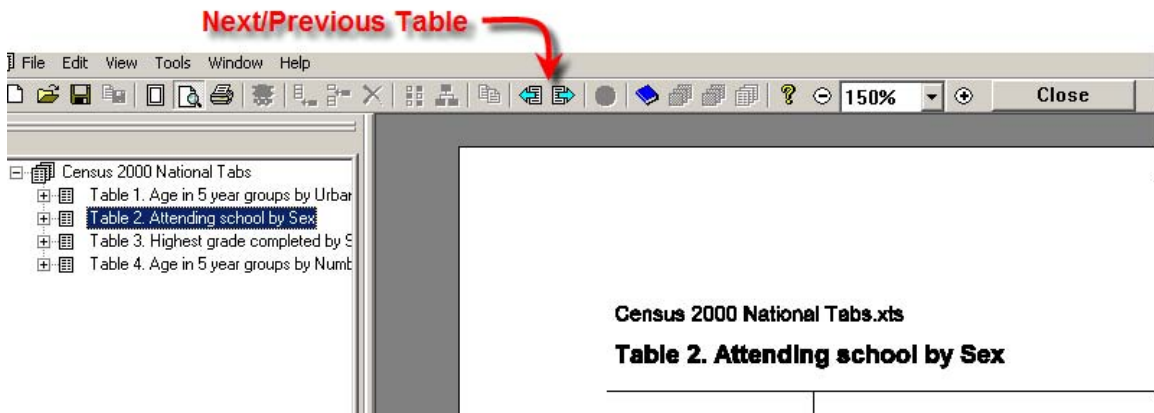 Next/Previous Table
File Edit View Tools Window Help
150% Close
Census 2000 National Tabs
Table 1. Age in 5 year groups by Urban
Table 2. Attending school by Sex
Table 3. Highest grade completed by S
Table 4. Age in 5 year groups by Numb
Census 2000 National Tabs.xts
Table 2. Attending school by Sex